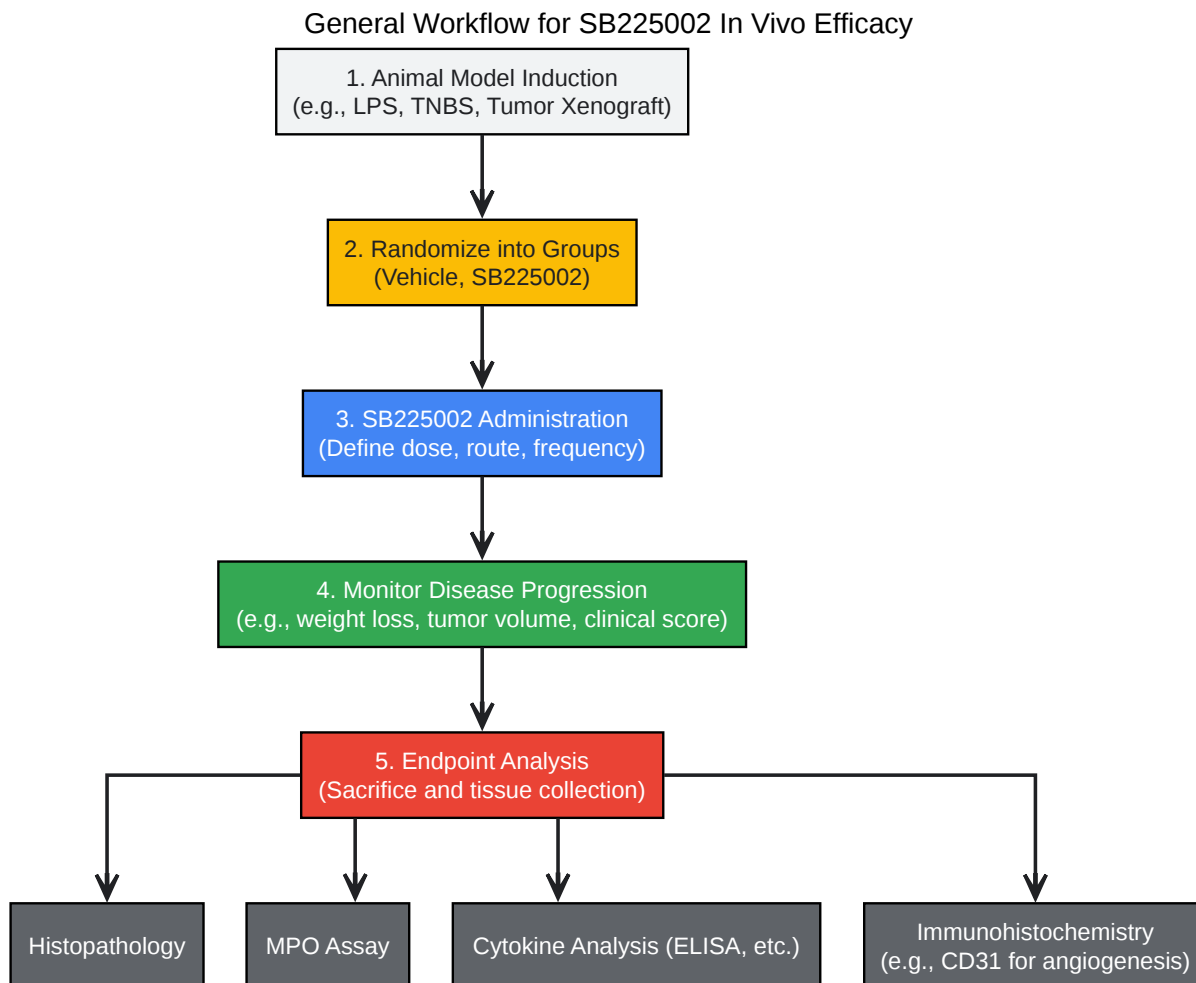 General Workflow for SB225002 In Vivo Efficacy
1. Animal Model Induction
(e.g., LPS, TNBS, Tumor Xenograft)
2. Randomize into Groups
(Vehicle, SB225002)
3. SB225002 Administration
(Define dose, route, frequency)
4. Monitor Disease Progression
(e.g., weight loss, tumor volume, clinical score)
5. Endpoint Analysis
(Sacrifice and tissue collection)
Histopathology
MPO Assay
Cytokine Analysis (ELISA, etc.)
Immunohistochemistry
(e.g., CD31 for angiogenesis)